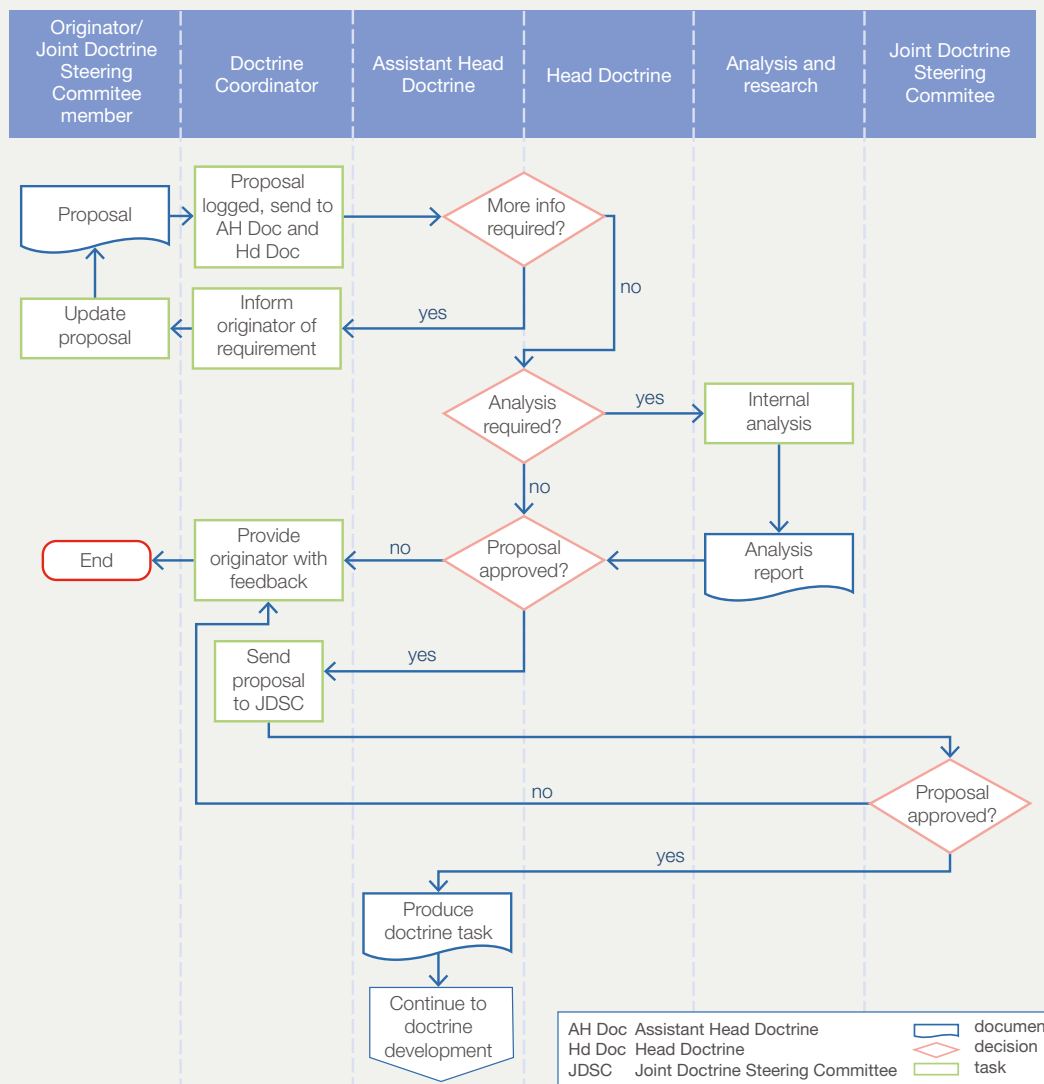 Originator/
Joint Doctrine
Steering
Commitee
member
Doctrine
Coordinator
Assistant Head
Doctrine
Head Doctrine
Analysis and
research
Joint Doctrine
Steering
Commitee
Proposal
Proposal
logged, send to
AH Doc and
Hd Doc
More info
required?
no
Update
proposal
Inform
originator of
requirement
yes
Analysis
required?
yes
Internal
analysis
no
End
Provide
originator with
feedback
no
Proposal
approved?
Analysis
report
Send
proposal
to JDSC
yes
no
Proposal
approved?
yes
Produce
doctrine task
Continue to
doctrine
development
AH Doc Assistant Head Doctrine
Hd Doc Head Doctrine
JDSC Joint Doctrine Steering Committee
document
decision
task